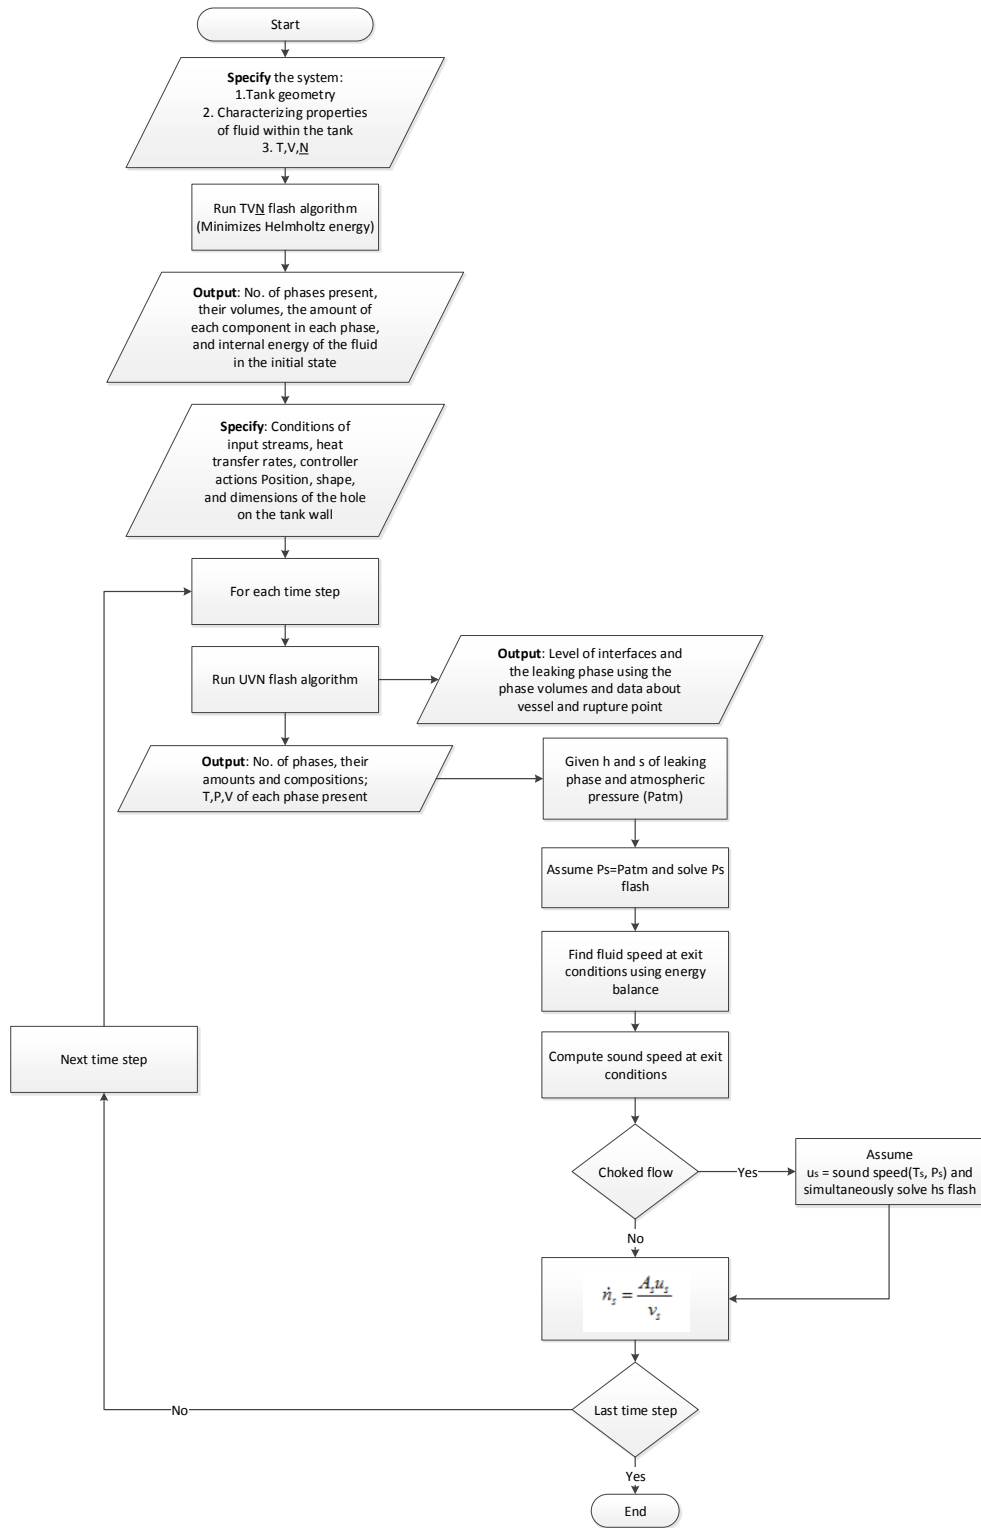 Start
Specify the system:
1.Tank geometry
2. Characterizing properties
of fluid within the tank
3. T,V,N
Run TVN flash algorithm
(Minimizes Helmholtz energy)
Output: No. of phases present,
their volumes, the amount of
each component in each phase,
and internal energy of the fluid
in the initial state
Specify: Conditions of
input streams, heat
transfer rates, controller
actions Position, shape,
and dimensions of the hole
on the tank wall
For each time step
Run UVN flash algorithm
Output: Level of interfaces and
the leaking phase using the
phase volumes and data about
vessel and rupture point
Output: No. of phases, their
amounts and compositions;
T,P,V of each phase present
Given h and s of leaking
phase and atmospheric
pressure (Patm)
Assume Ps=Patm and solve Ps
flash
Find fluid speed at exit
conditions using energy
balance
Next time step
Compute sound speed at exit
conditions
Choked flow
Yes
Assume
us = sound speed(Ts, Ps) and
simultaneously solve hs flash
No
ṅs = Asus / vs
Last time step
No
Yes
End